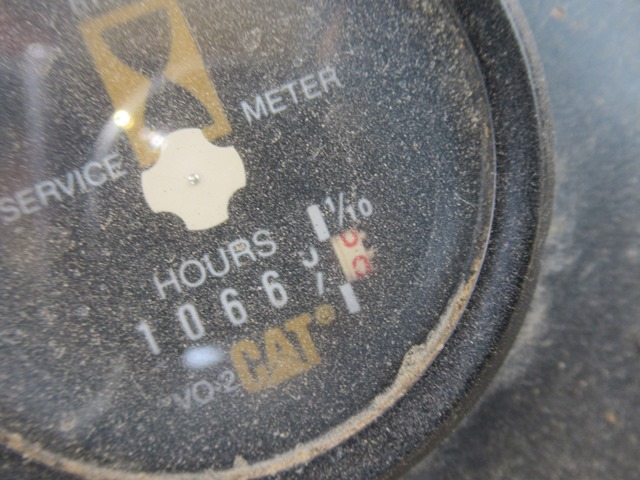 SERVICE METER
HOURS 1/10
1066
CAT®
VO-2